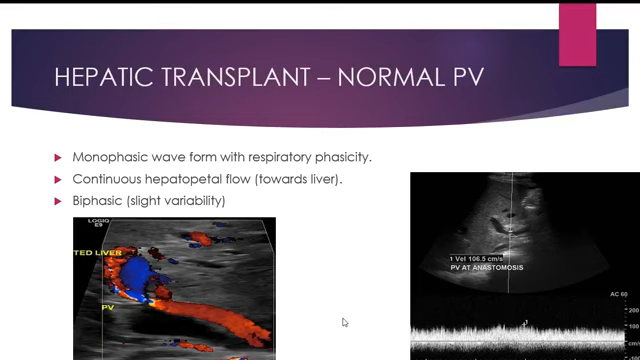 HEPATIC TRANSPLANT – NORMAL PV
Monophasic wave form with respiratory phasicity.
Continuous hepatopetal flow (towards liver).
Biphasic (slight variability)
LOGIQ
E9
TED LIVER
PV
1 Vel 106.5 cm/s
PV AT ANASTOMOSIS
AC 60
200
100
cm/s